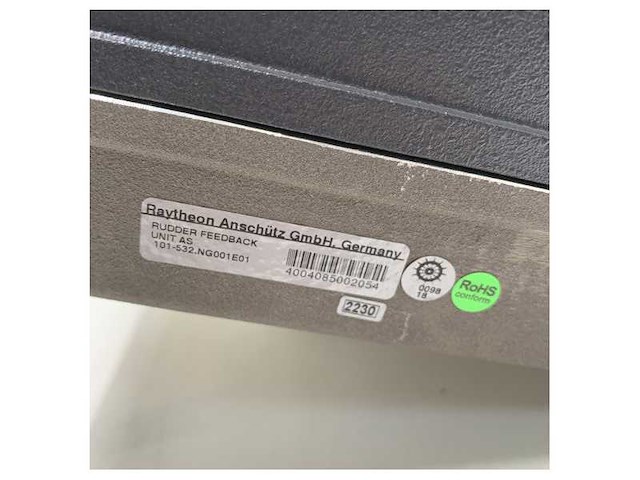 Raytheon Anschütz GmbH, Germany
RUDDER FEEDBACK
UNIT AS
101-532.NG001E01
4004085002054
0098
18
RoHS
conform
2230